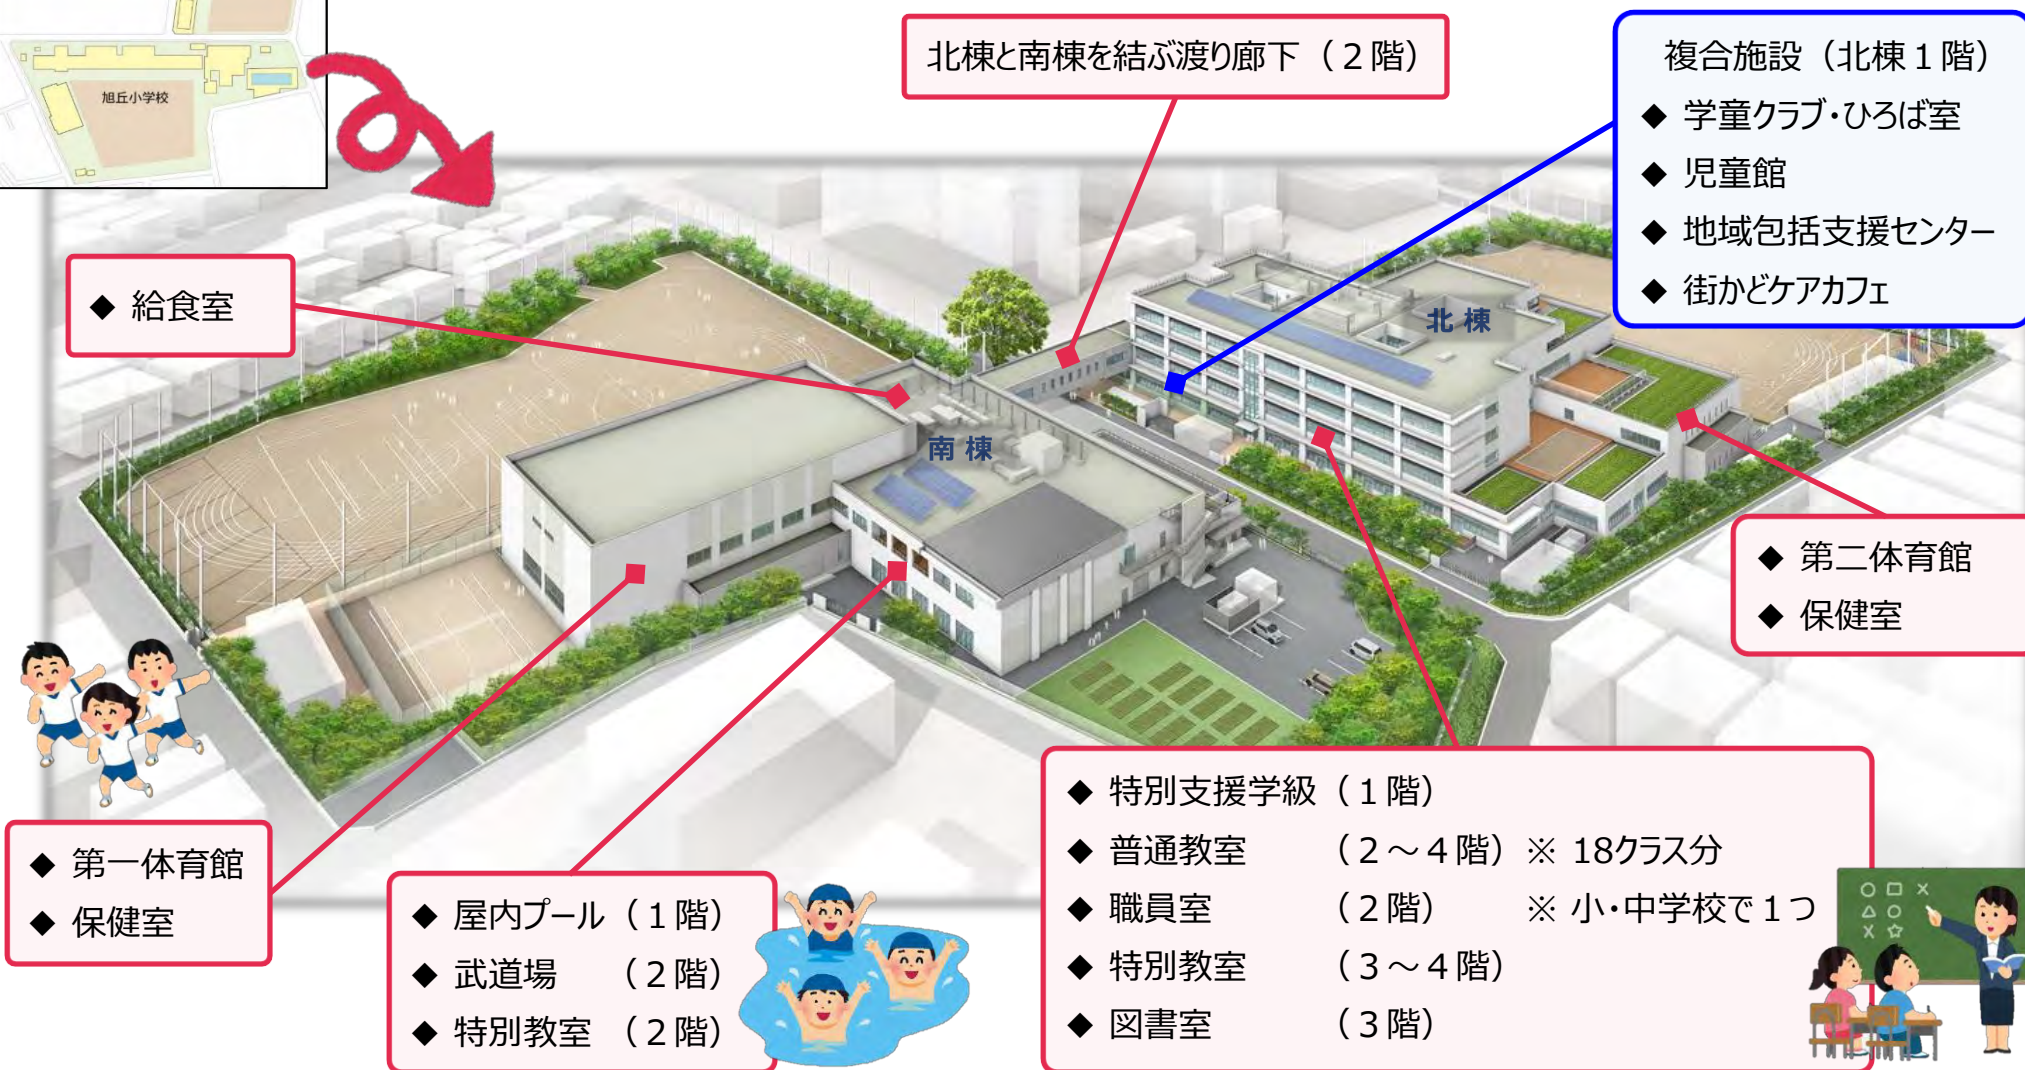 旭丘小学校
北棟と南棟を結ぶ渡り廊下（２階）
複合施設（北棟１階）
◆ 学童クラブ・ひろば室
◆ 児童館
◆ 地域包括支援センター
◆ 街かどケアカフェ
◆ 給食室
北棟
南棟
◆ 第二体育館
◆ 保健室
◆ 第一体育館
◆ 保健室
◆ 屋内プール（１階）
◆ 武道場 （２階）
◆ 特別教室 （２階）
◆ 特別支援学級（１階）
◆ 普通教室 （２～４階）※ 18クラス分
◆ 職員室 （２階） ※ 小・中学校で１つ
◆ 特別教室 （３～４階）
◆ 図書室 （３階）